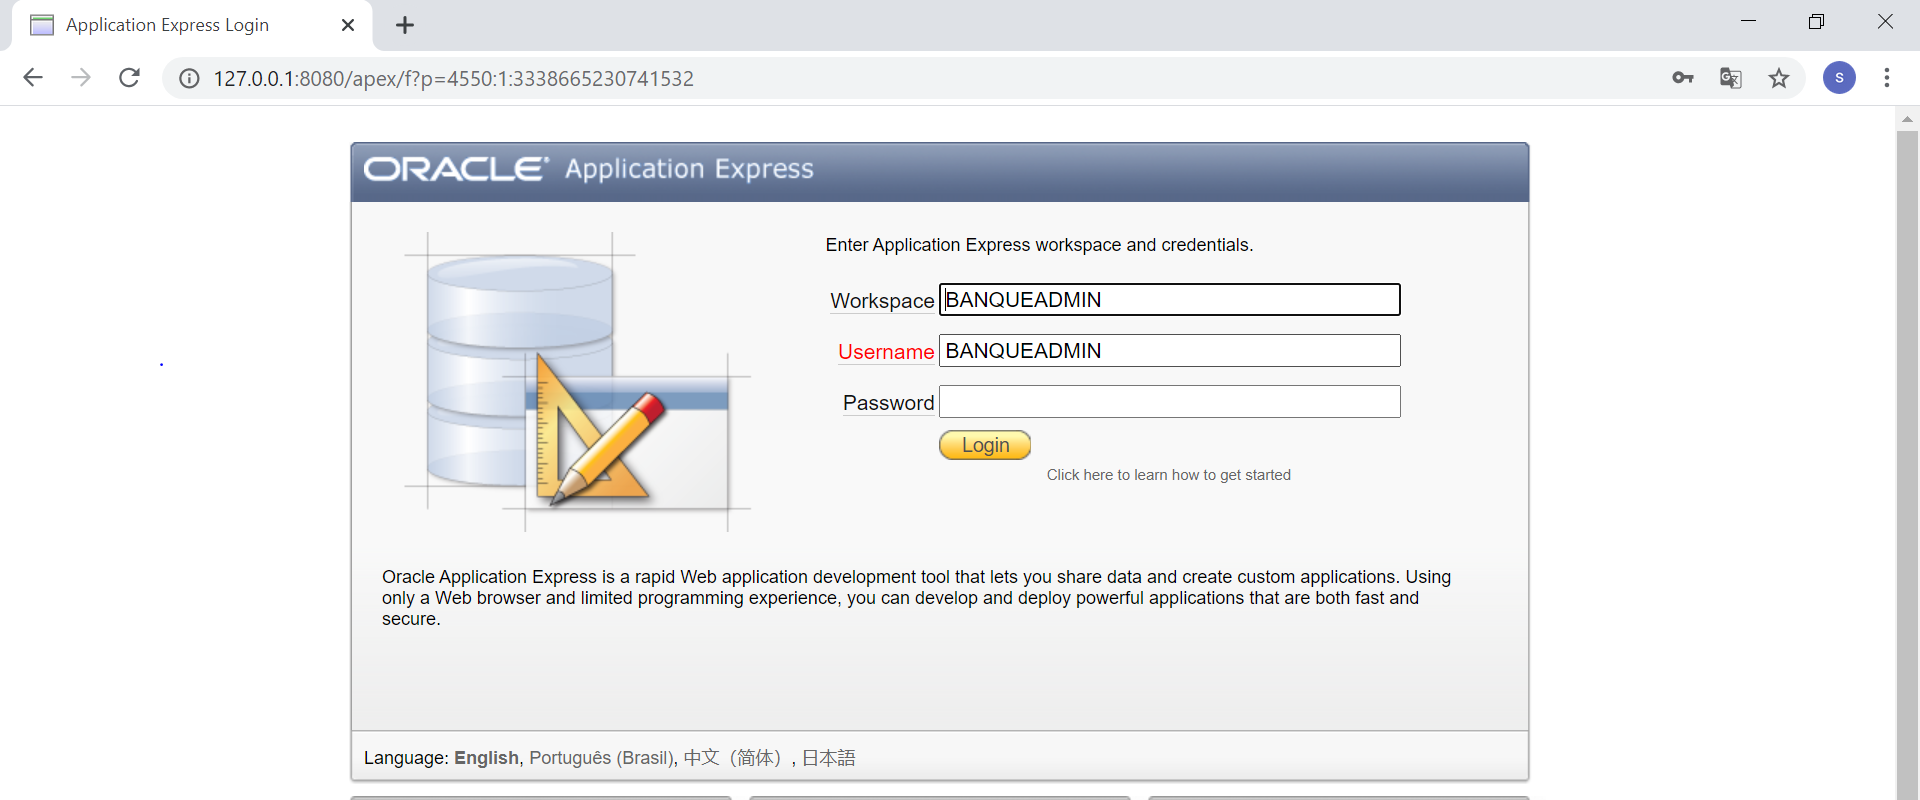 Application Express Login
127.0.0.1:8080/apex/f?p=4550:1:3338665230741532
S
ORACLE® Application Express
Enter Application Express workspace and credentials.
Workspace BANQUEADMIN
Username BANQUEADMIN
Password
Login
Click here to learn how to get started
Oracle Application Express is a rapid Web application development tool that lets you share data and create custom applications. Using
only a Web browser and limited programming experience, you can develop and deploy powerful applications that are both fast and
secure.
Language: English, Português (Brasil), 中文（简体）, 日本語